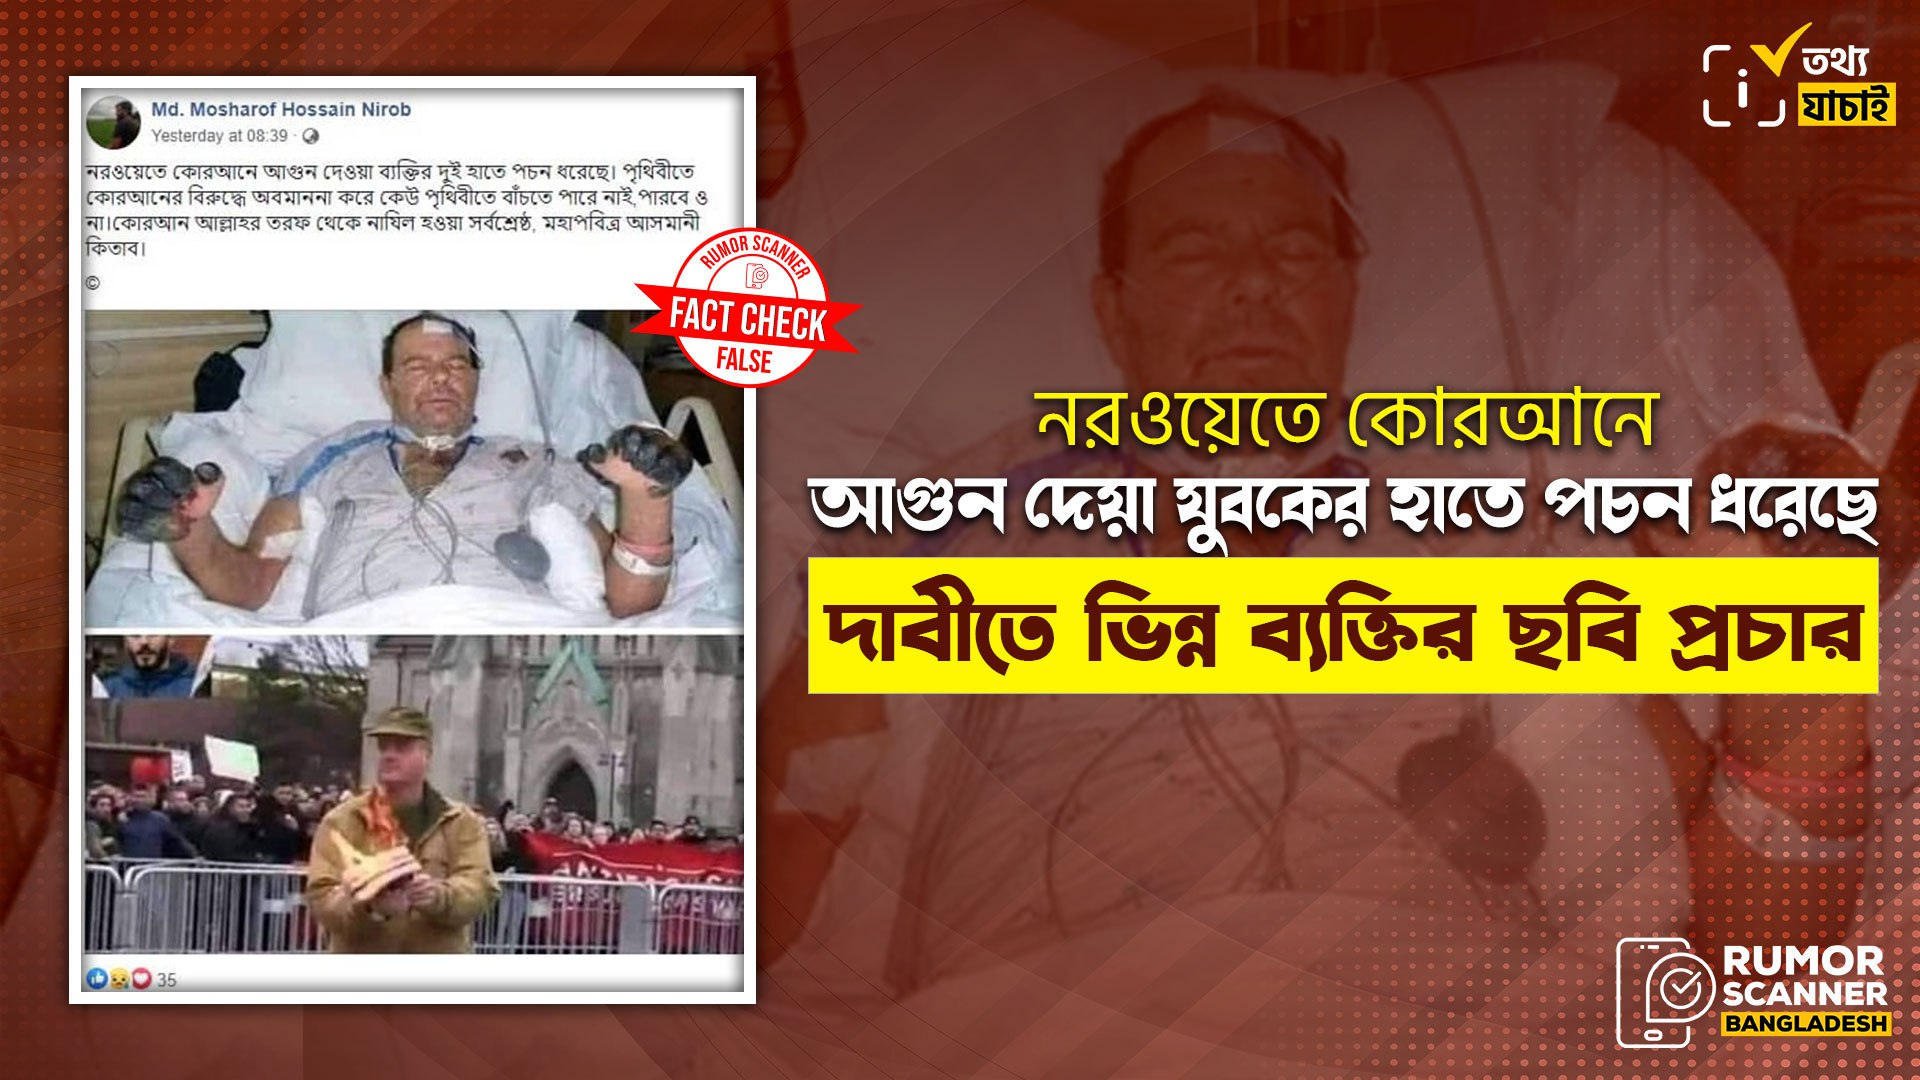 তথ্য
যাচাই
Md. Mosharof Hossain Nirob
Yesterday at 08:39
নরওয়েতে কোরআনে আগুন দেওয়া ব্যক্তির দুই হাতে পচন ধরেছে। পৃথিবীতে
কোরআনের বিরুদ্ধে অবমাননা করে কেউ পৃথিবীতে বাঁচতে পারে নাই,পারবে ও
না।কোরআন আল্লাহর তরফ থেকে নাযিল হওয়া সর্বশ্রেষ্ঠ, মহাপবিত্র আসমানী
কিতাব।
©
RUMOR SCANNER
FACT CHECK
FALSE
নরওয়েতে কোরআনে
আগুন দেয়া যুবকের হাতে পচন ধরেছে
দাবীতে ভিন্ন ব্যক্তির ছবি প্রচার
35
RUMOR
SCANNER
BANGLADESH